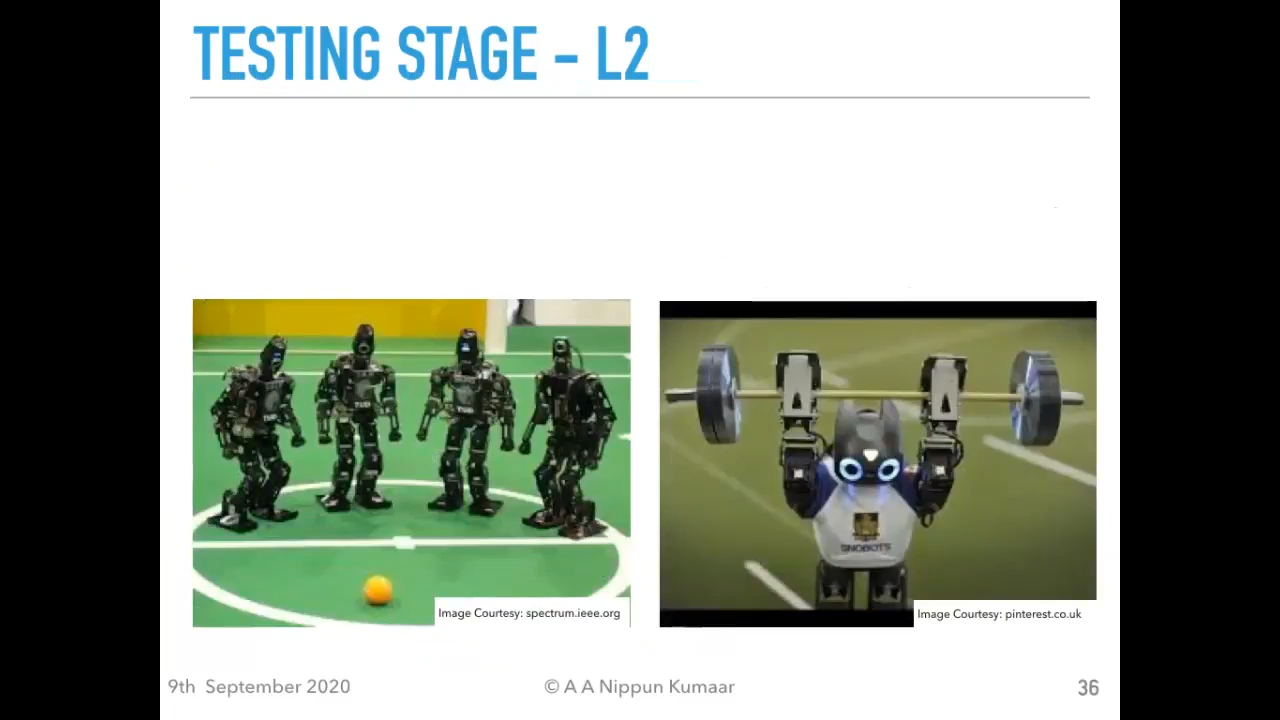 TESTING STAGE – L2
SNOBOTS
Image Courtesy: spectrum.ieee.org
Image Courtesy: pinterest.co.uk
9th September 2020
© A A Nippun Kumaar
36